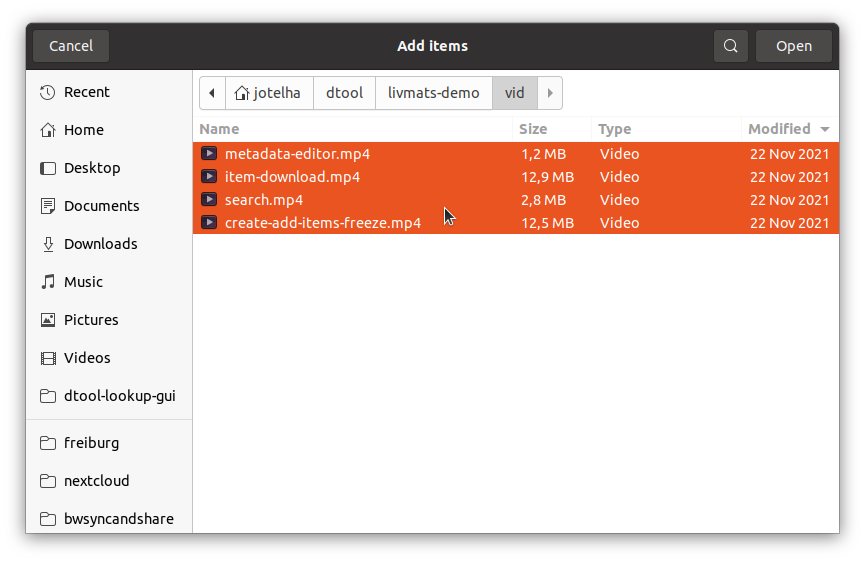 Cancel Add items Open
Recent
Home
Desktop
Documents
Downloads
Music
Pictures
Videos
dtool-lookup-gui
freiburg
nextcloud
bwsyncandshare
jotelha dtool livmats-demo vid
Name Size Type Modified
metadata-editor.mp4 1,2 MB Video 22 Nov 2021
item-download.mp4 12,9 MB Video 22 Nov 2021
search.mp4 2,8 MB Video 22 Nov 2021
create-add-items-freeze.mp4 12,5 MB Video 22 Nov 2021